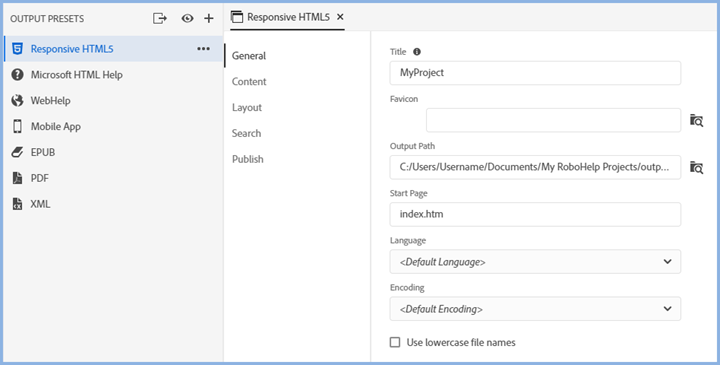 OUTPUT PRESETS
Responsive HTML5
Microsoft HTML Help
WebHelp
Mobile App
EPUB
PDF
XML
Responsive HTML5
General
Content
Layout
Search
Publish
Title
MyProject
Favicon
Output Path
C:/Users/Username/Documents/My RoboHelp Projects/outp...
Start Page
index.htm
Language
<Default Language>
Encoding
<Default Encoding>
Use lowercase file names